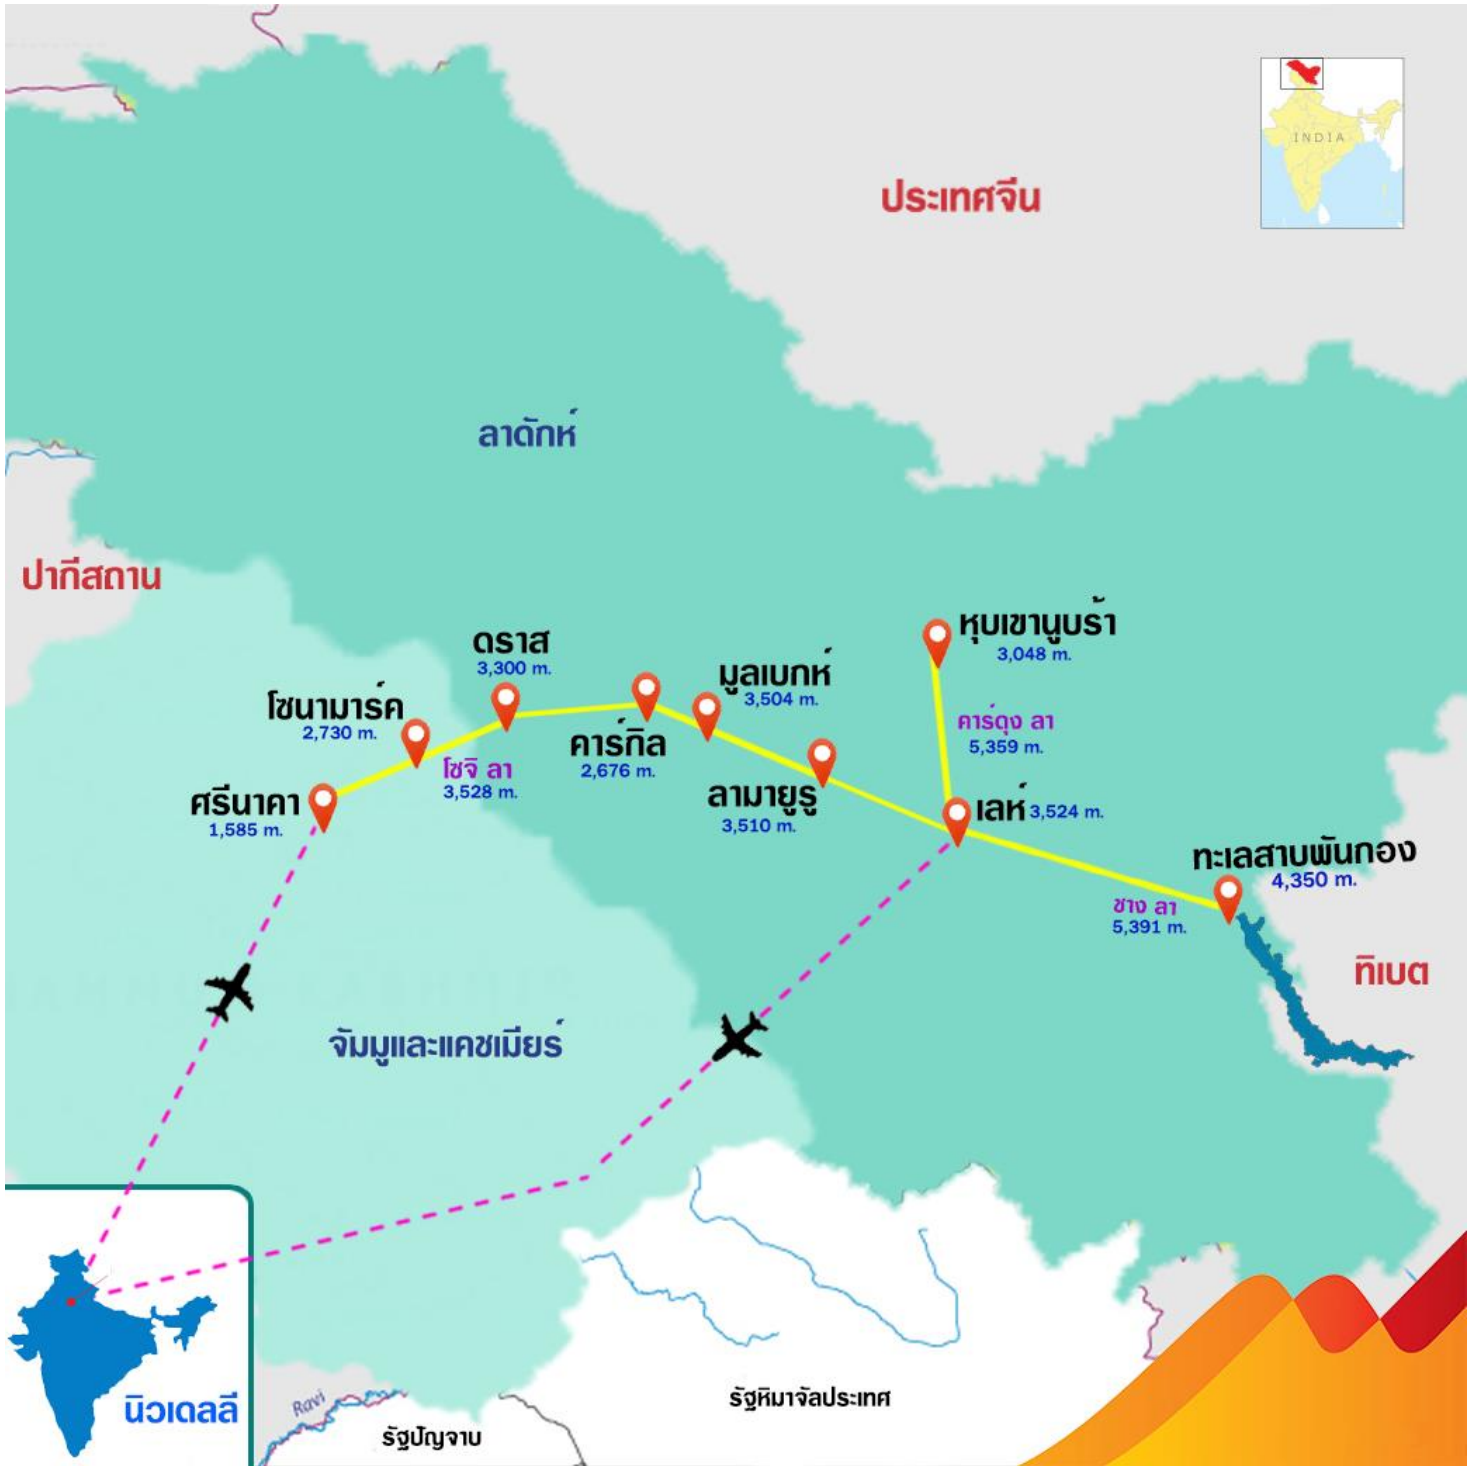 ประเทศจีน
INDIA
ลาดักห์
ปากีสถาน
หุบเขานูบร้า
3,048 m.
ดราส
3,300 m.
มูลเบกห์
3,504 m.
โซนามาร์ค
2,730 m.
คาร์ดุง ลา
5,359 m.
คาร์กิล
2,676 m.
โซจิ ลา
3,528 m.
ศรีนาคา
1,585 m.
ลามายูรู
3,510 m.
เลห์ 3,524 m.
ทะเลสาบพันกอง
4,350 m.
ชาง ลา
5,391 m.
ทิเบต
จัมมูและแคชเมียร์
นิวเดลลี
Ravi
รัฐหิมาจัลประเทศ
รัฐปัญจาบ